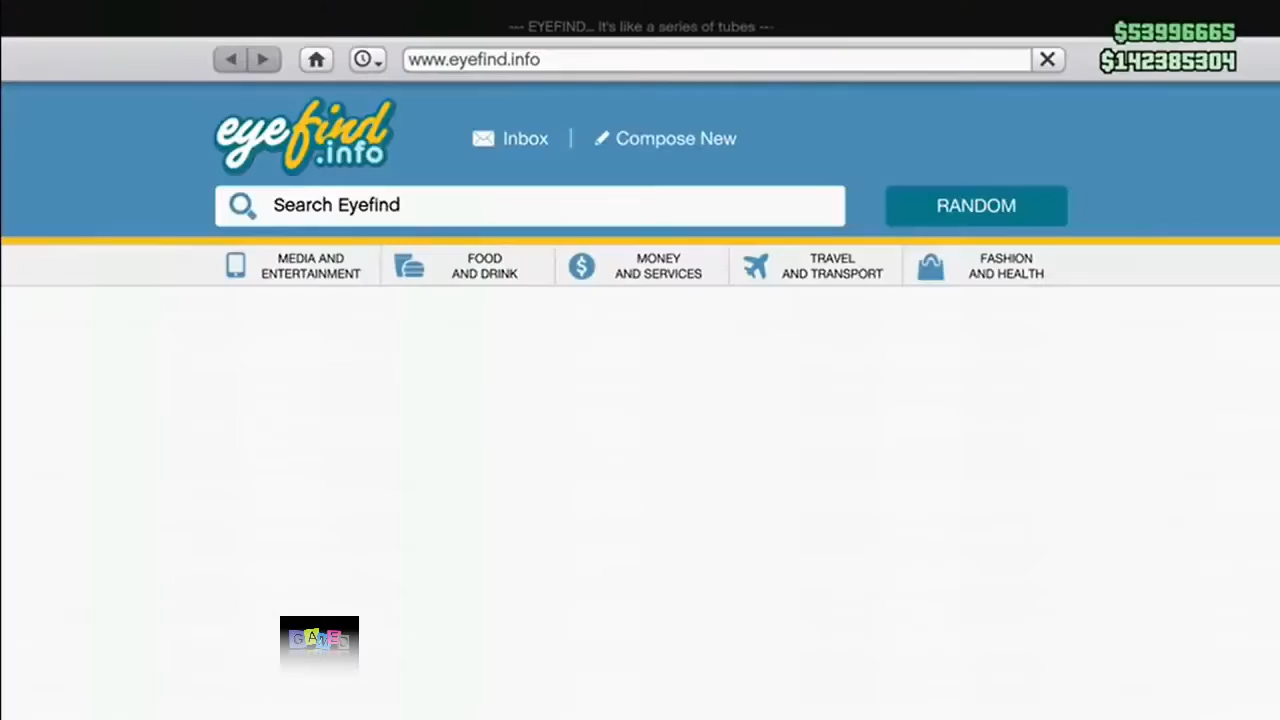 --- EYEFIND... It's like a series of tubes ---
$53996665
www.eyefind.info
$142385304
eyefind
.info
Inbox
Compose New
Search Eyefind
RANDOM
MEDIA AND
ENTERTAINMENT
FOOD
AND DRINK
MONEY
AND SERVICES
TRAVEL
AND TRANSPORT
FASHION
AND HEALTH
GAMES